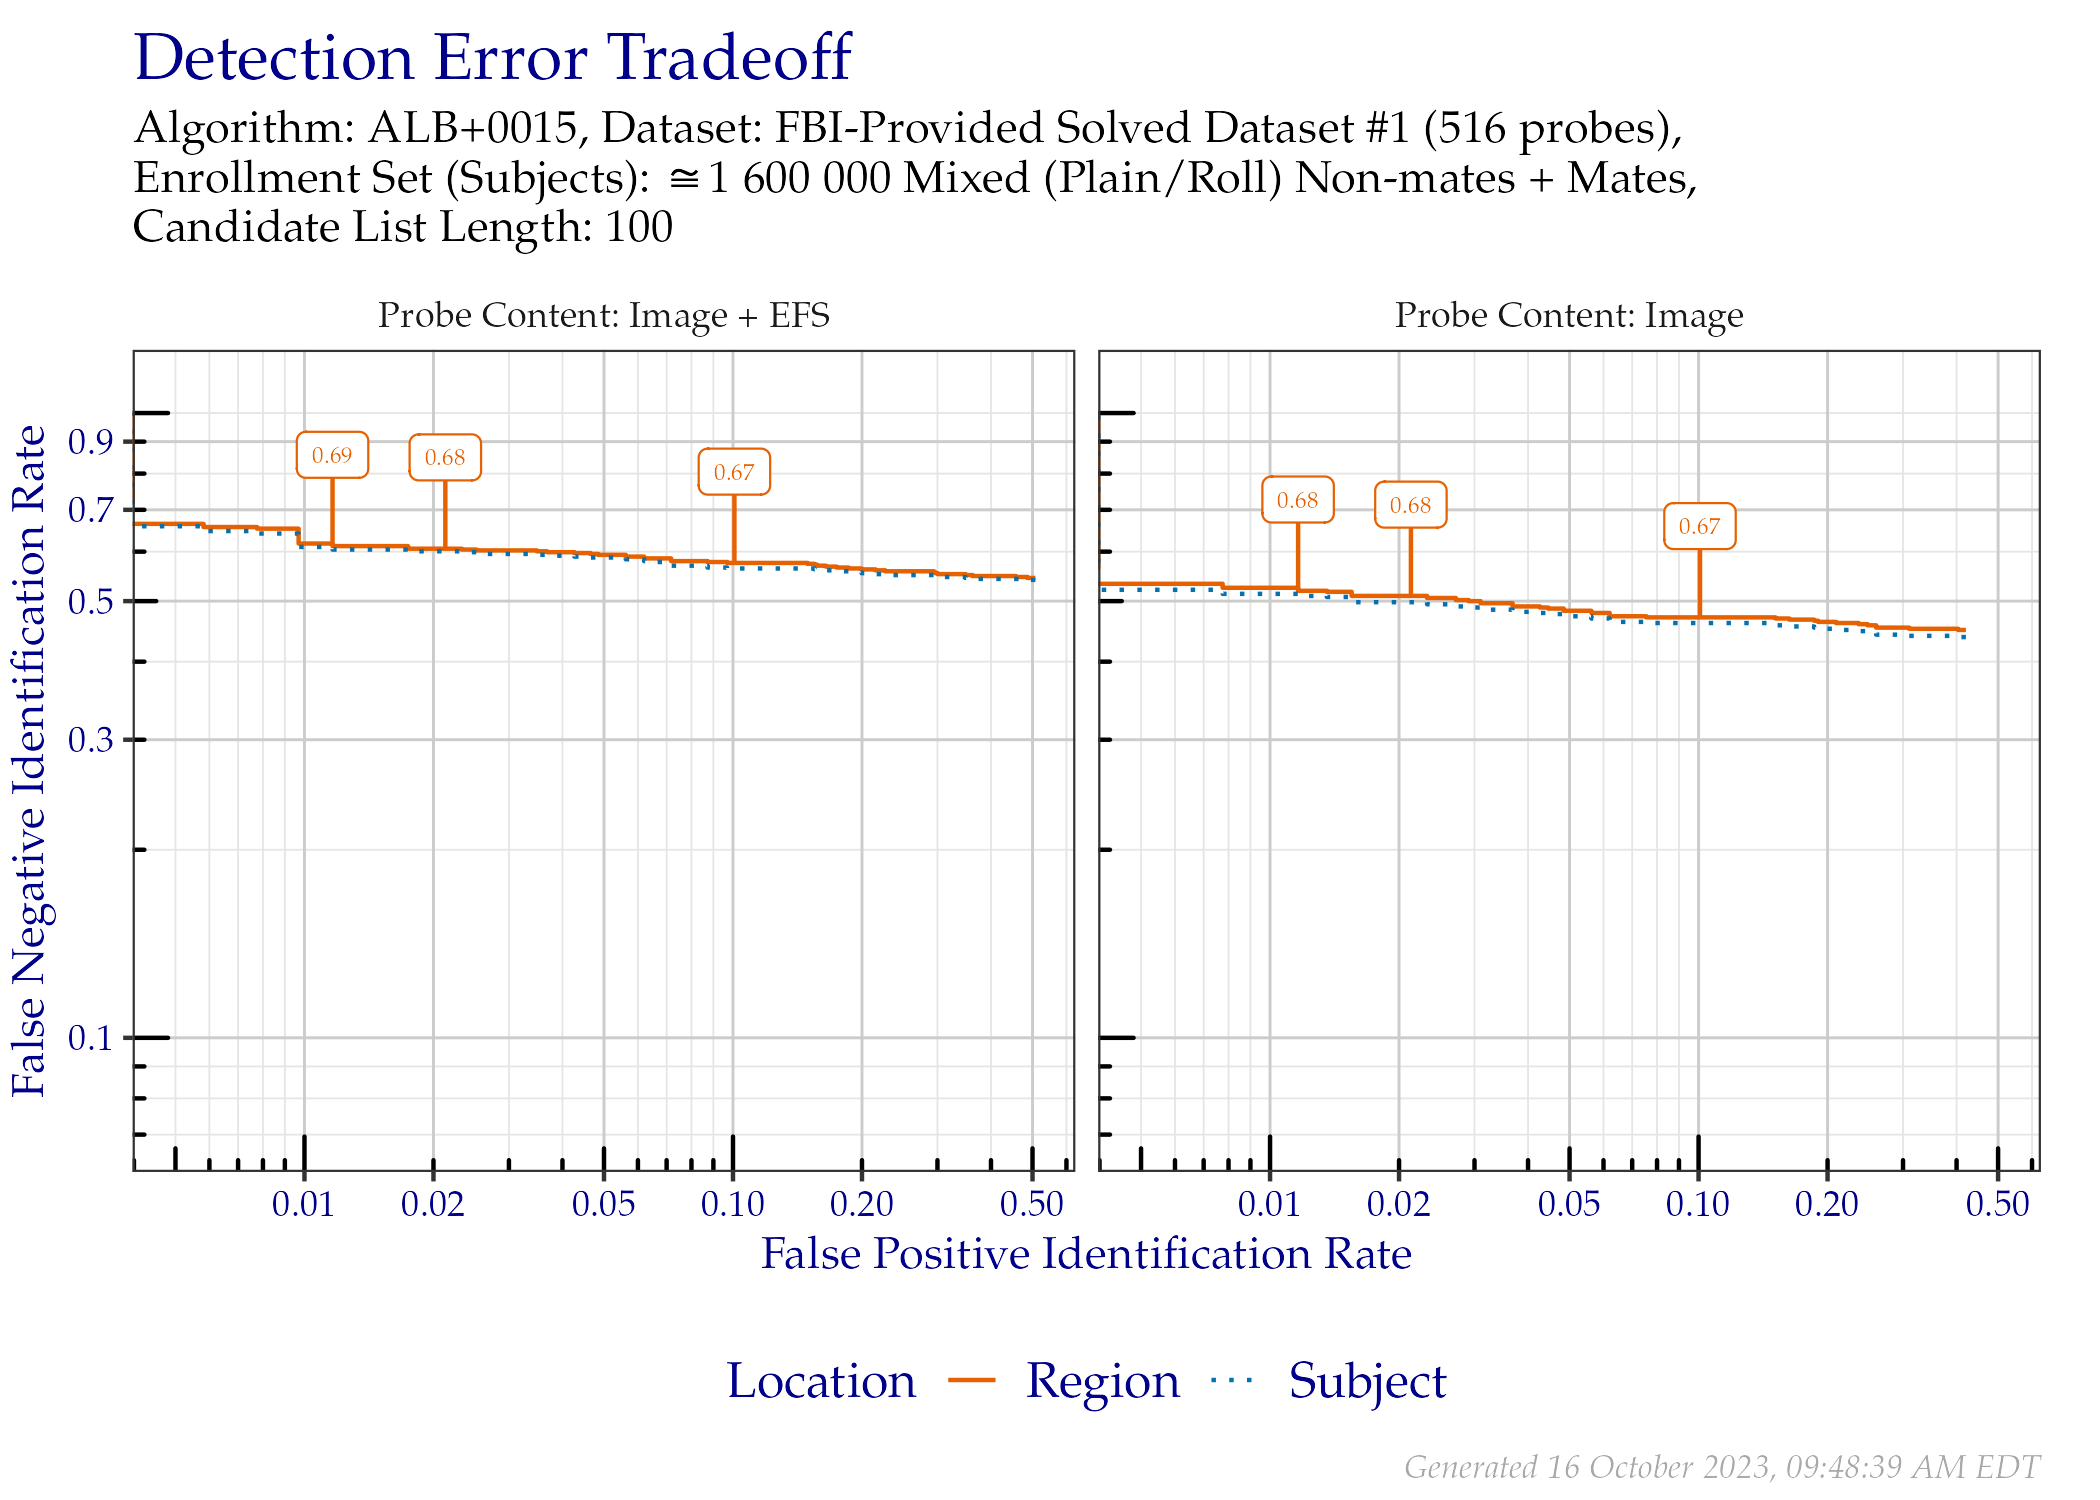 Detection Error Tradeoff
Algorithm: ALB+0015, Dataset: FBI-Provided Solved Dataset #1 (516 probes),
Enrollment Set (Subjects): ≅ 1 600 000 Mixed (Plain/Roll) Non-mates + Mates,
Candidate List Length: 100
Probe Content: Image + EFS
Probe Content: Image
False Negative Identification Rate
0.9
0.7
0.5
0.3
0.1
0.69
0.68
0.67
0.68
0.68
0.67
0.01 0.02 0.05 0.10 0.20 0.50
0.01 0.02 0.05 0.10 0.20 0.50
False Positive Identification Rate
Location Region Subject
Generated 16 October 2023, 09:48:39 AM EDT